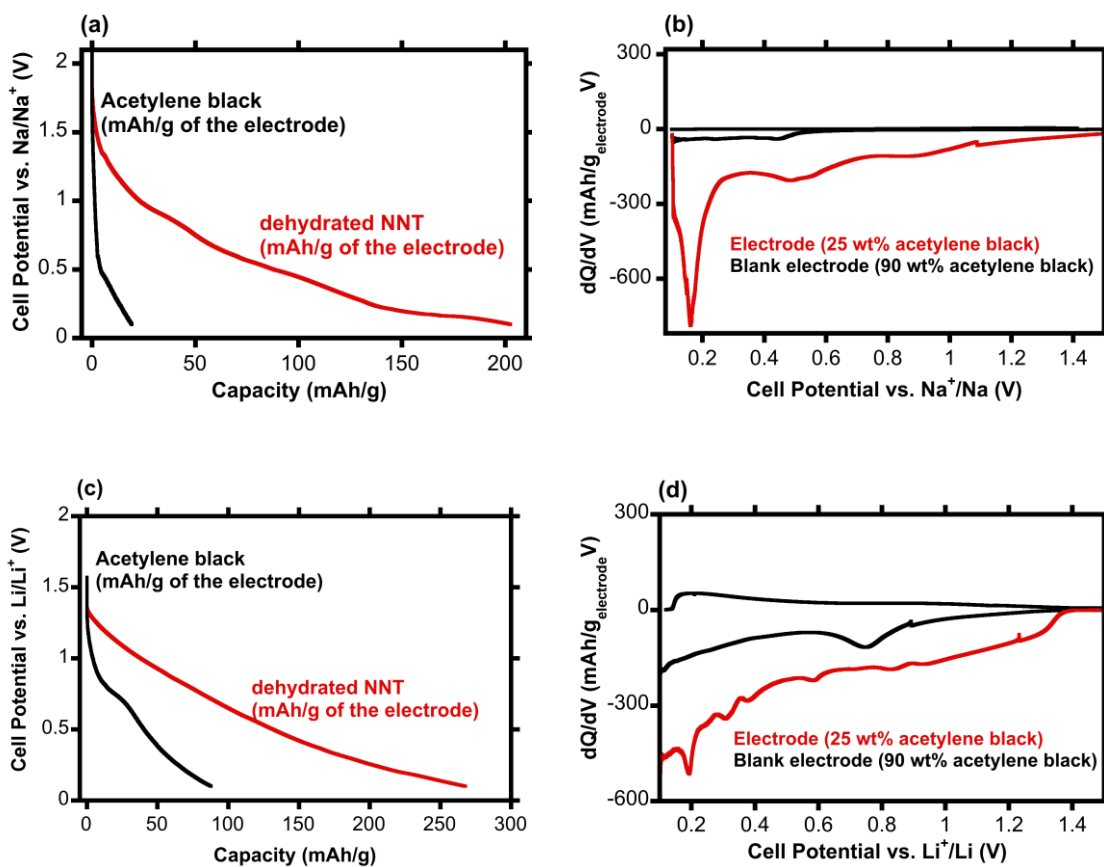 (a)
Cell Potential vs. Na/Na⁺ (V)
2
1.5
1
0.5
0
Acetylene black
(mAh/g of the electrode)
dehydrated NNT
(mAh/g of the electrode)
0 50 100 150 200
Capacity (mAh/g)
(b)
dQ/dV (mAh/g_electrode V)
300
0
-300
-600
Electrode (25 wt% acetylene black)
Blank electrode (90 wt% acetylene black)
0.2 0.4 0.6 0.8 1 1.2 1.4
Cell Potential vs. Na⁺/Na (V)
(c)
Cell Potential vs. Li/Li⁺ (V)
2
1.5
1
0.5
0
Acetylene black
(mAh/g of the electrode)
dehydrated NNT
(mAh/g of the electrode)
0 50 100 150 200 250 300
Capacity (mAh/g)
(d)
dQ/dV (mAh/g_electrode V)
300
0
-300
-600
Electrode (25 wt% acetylene black)
Blank electrode (90 wt% acetylene black)
0.2 0.4 0.6 0.8 1 1.2 1.4
Cell Potential vs. Li⁺/Li (V)